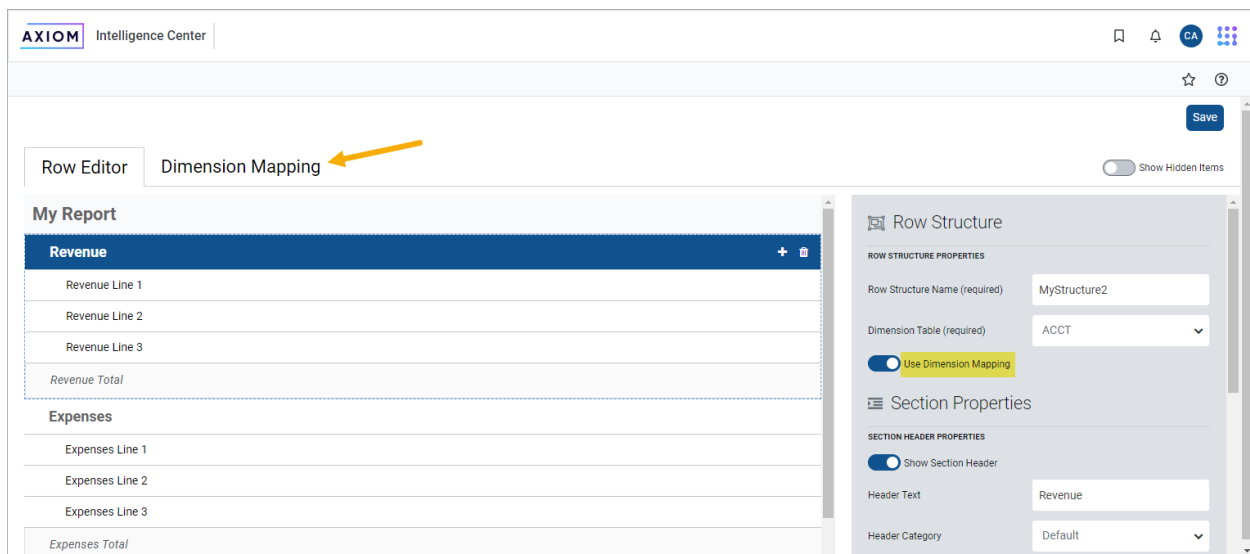 AXIOM Intelligence Center
CA
Save
Row Editor
Dimension Mapping
Show Hidden Items
My Report
Revenue
Revenue Line 1
Revenue Line 2
Revenue Line 3
Revenue Total
Expenses
Expenses Line 1
Expenses Line 2
Expenses Line 3
Expenses Total
Row Structure
ROW STRUCTURE PROPERTIES
Row Structure Name (required) MyStructure2
Dimension Table (required) ACCT
Use Dimension Mapping
Section Properties
SECTION HEADER PROPERTIES
Show Section Header
Header Text Revenue
Header Category Default